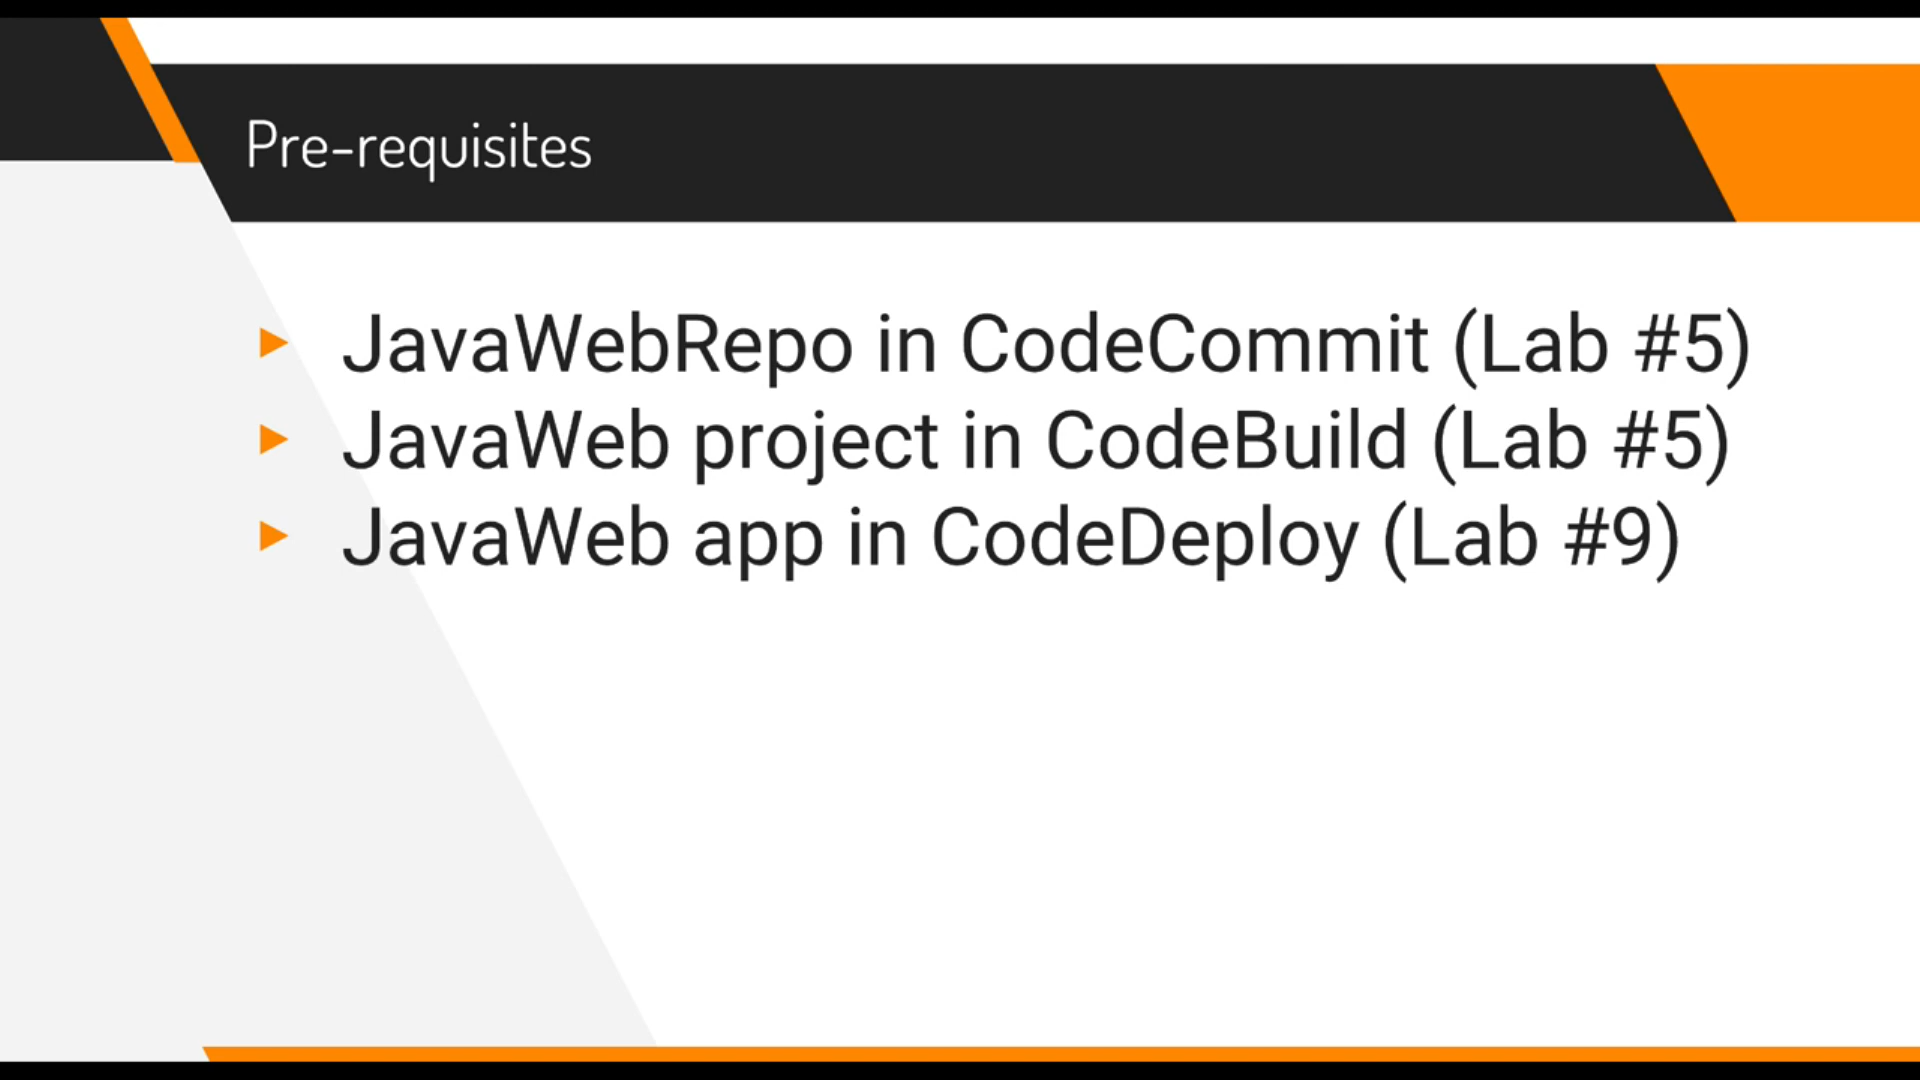 Pre-requisites
► JavaWebRepo in CodeCommit (Lab #5)
► JavaWeb project in CodeBuild (Lab #5)
► JavaWeb app in CodeDeploy (Lab #9)